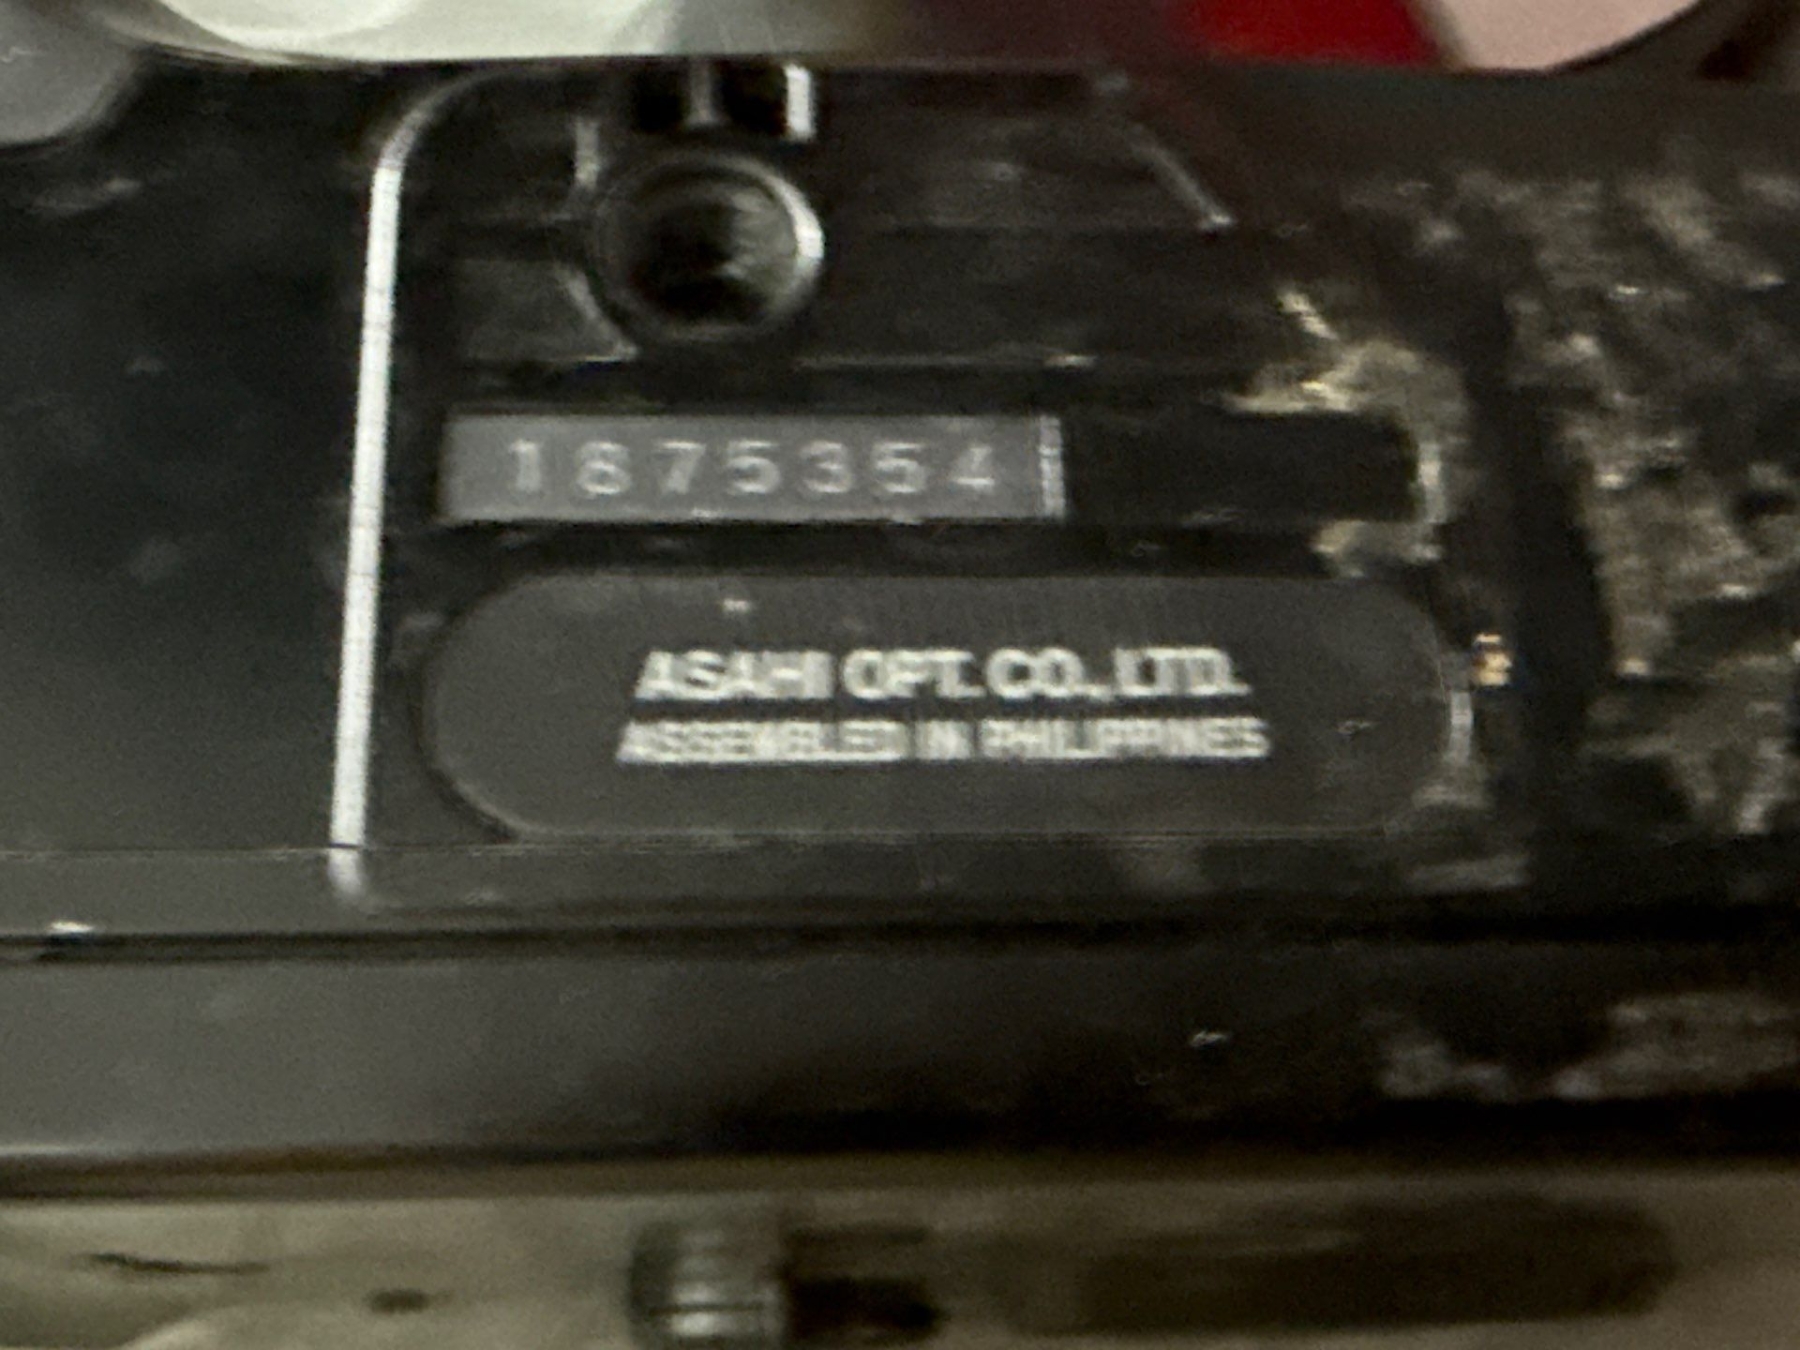 1875354
ASAHI OPT. CO., LTD.
ASSEMBLED IN PHILIPPINES